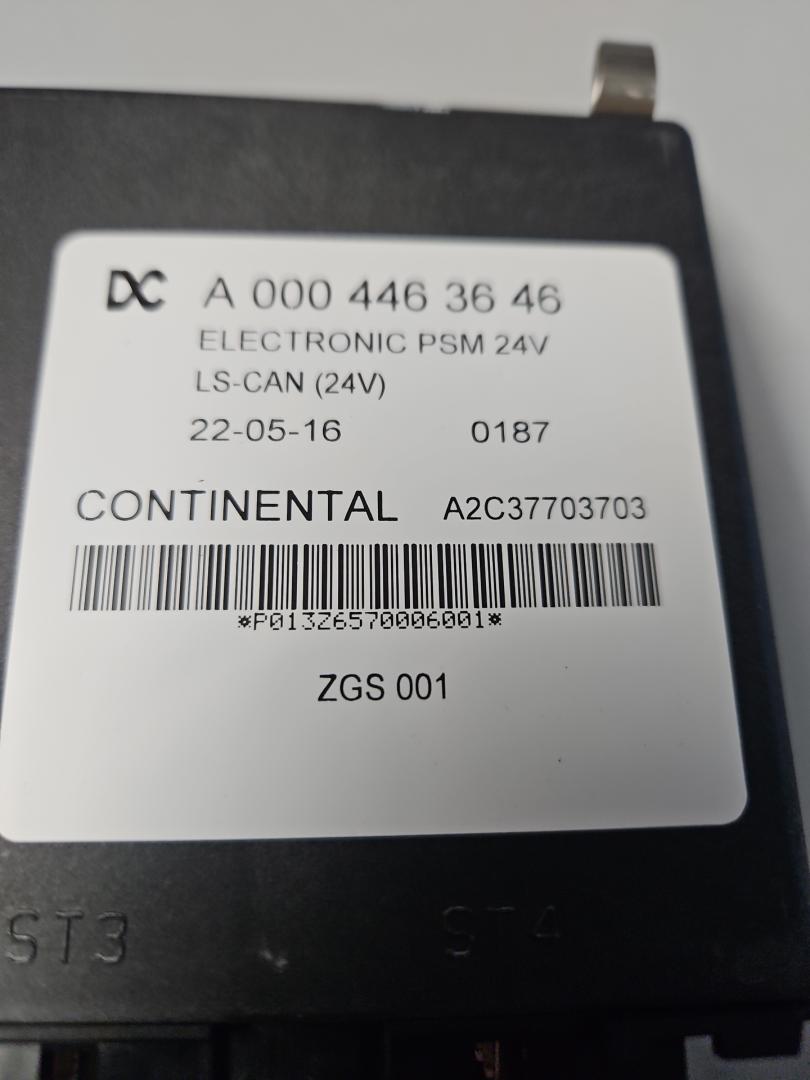 DC A 000 446 36 46
ELECTRONIC PSM 24V
LS-CAN (24V)
22-05-16 0187
CONTINENTAL A2C37703703
*P013Z6570006001*
ZGS 001
ST3 ST4